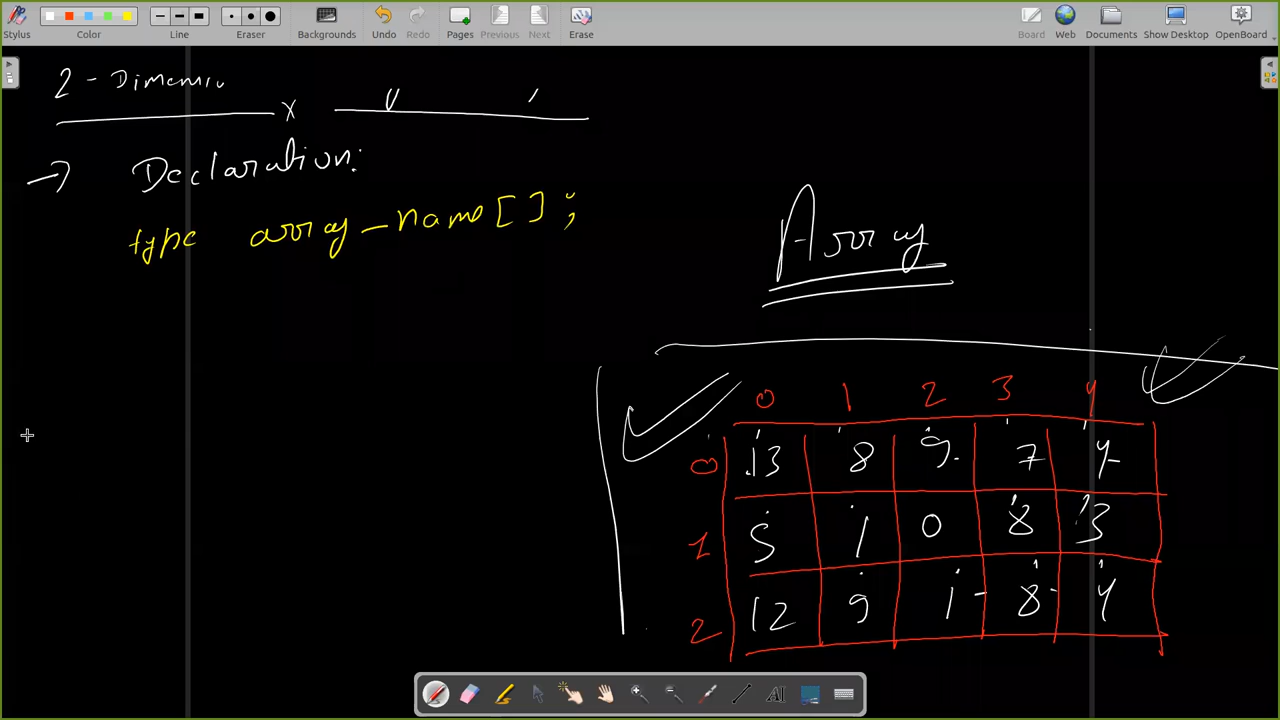 Stylus Color Line Eraser Backgrounds Undo Redo Pages Previous Next Erase Board Web Documents Show Desktop OpenBoard
2 - Dimensio
→ Declaration:
type array_name[];
Array
0 1 2 3 4
0 13 8 9 7 4
1 5 1 0 8 3
2 12 9 1 8 4